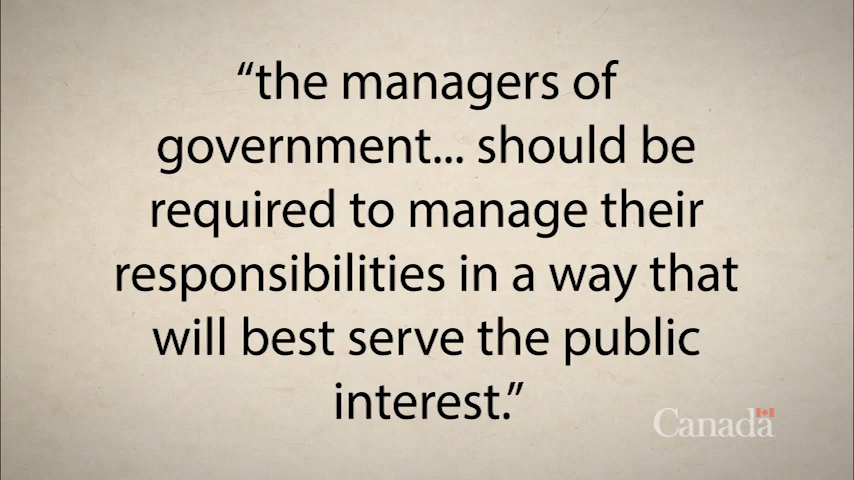 “the managers of
government... should be
required to manage their
responsibilities in a way that
will best serve the public
interest.”
Canada